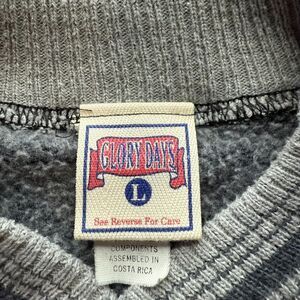 GLORY DAYS
L
See Reverse For Care
COMPONENTS
ASSEMBLED IN
COSTA RICA